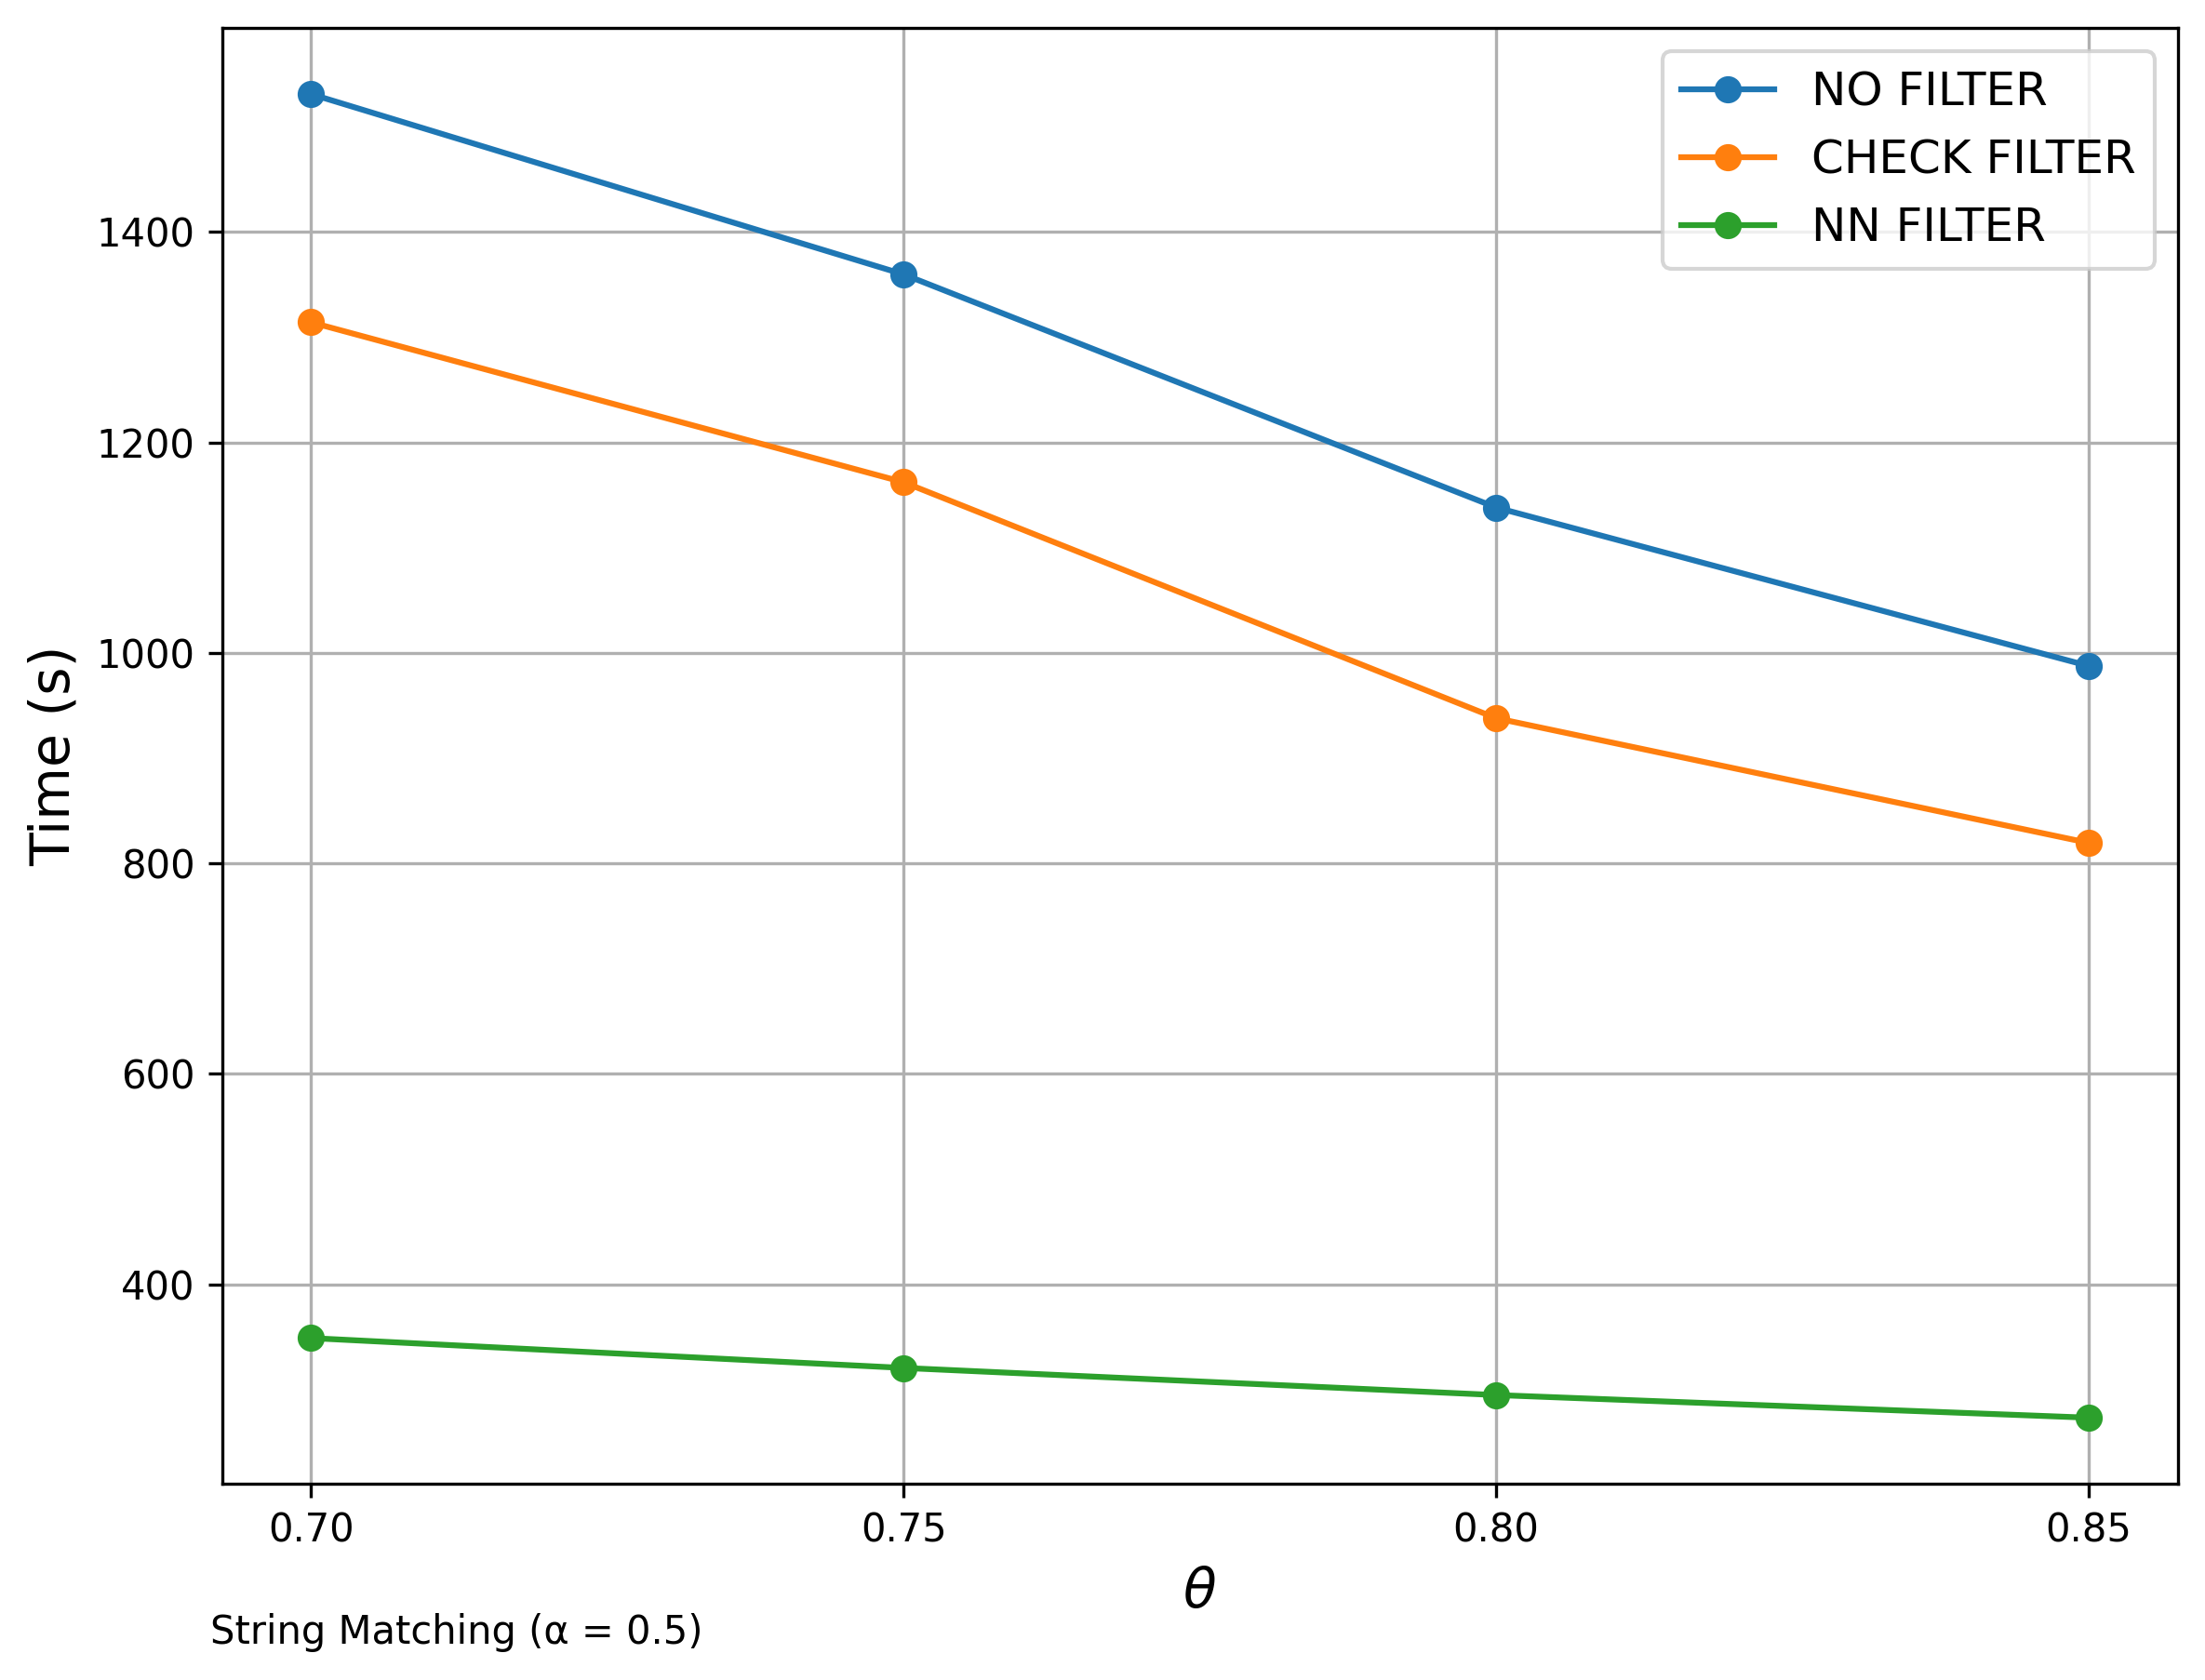 NO FILTER
CHECK FILTER
NN FILTER
1400
1200
1000
800
600
400
Time (s)
0.70 0.75 0.80 0.85
θ
String Matching (α = 0.5)